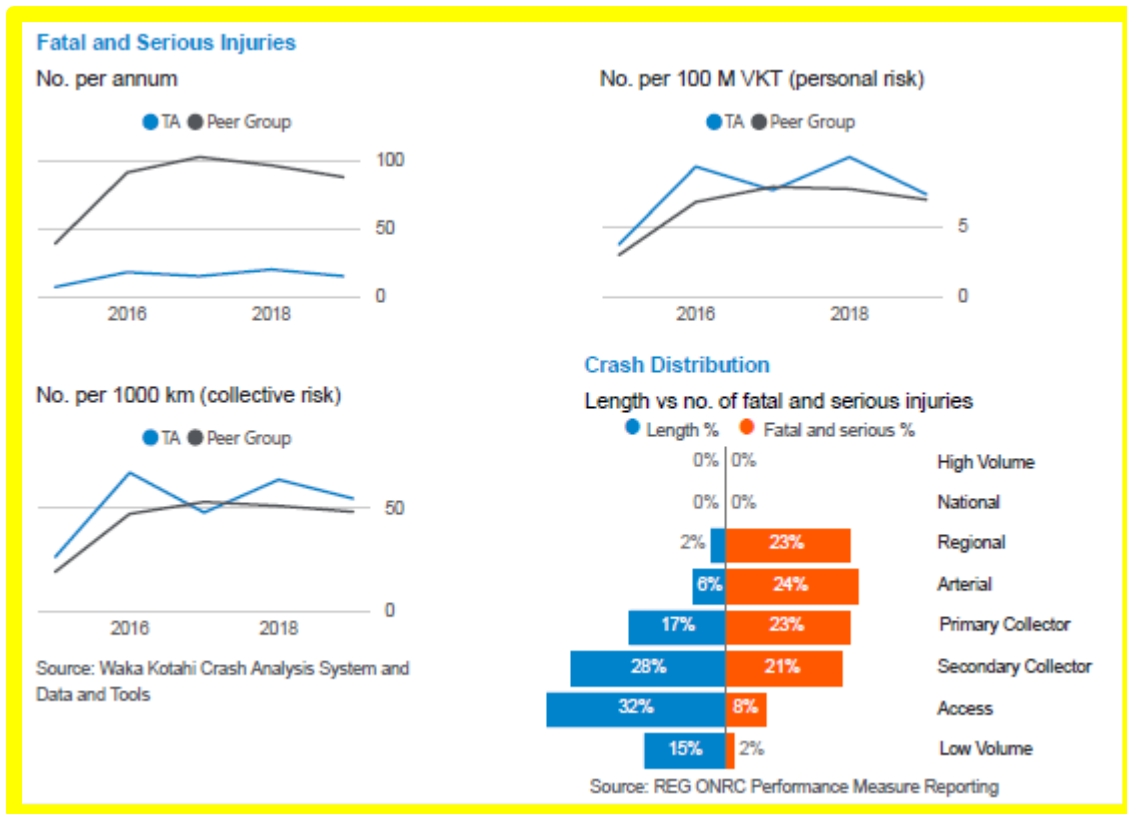 Fatal and Serious Injuries
No. per annum
TA Peer Group
100
50
0
2016 2018
No. per 100 M VKT (personal risk)
TA Peer Group
5
0
2016 2018
No. per 1000 km (collective risk)
TA Peer Group
50
0
2016 2018
Source: Waka Kotahi Crash Analysis System and
Data and Tools
Crash Distribution
Length vs no. of fatal and serious injuries
Length % Fatal and serious %
0% 0% High Volume
0% 0% National
2% 23% Regional
6% 24% Arterial
17% 23% Primary Collector
28% 21% Secondary Collector
32% 8% Access
15% 2% Low Volume
Source: REG ONRC Performance Measure Reporting